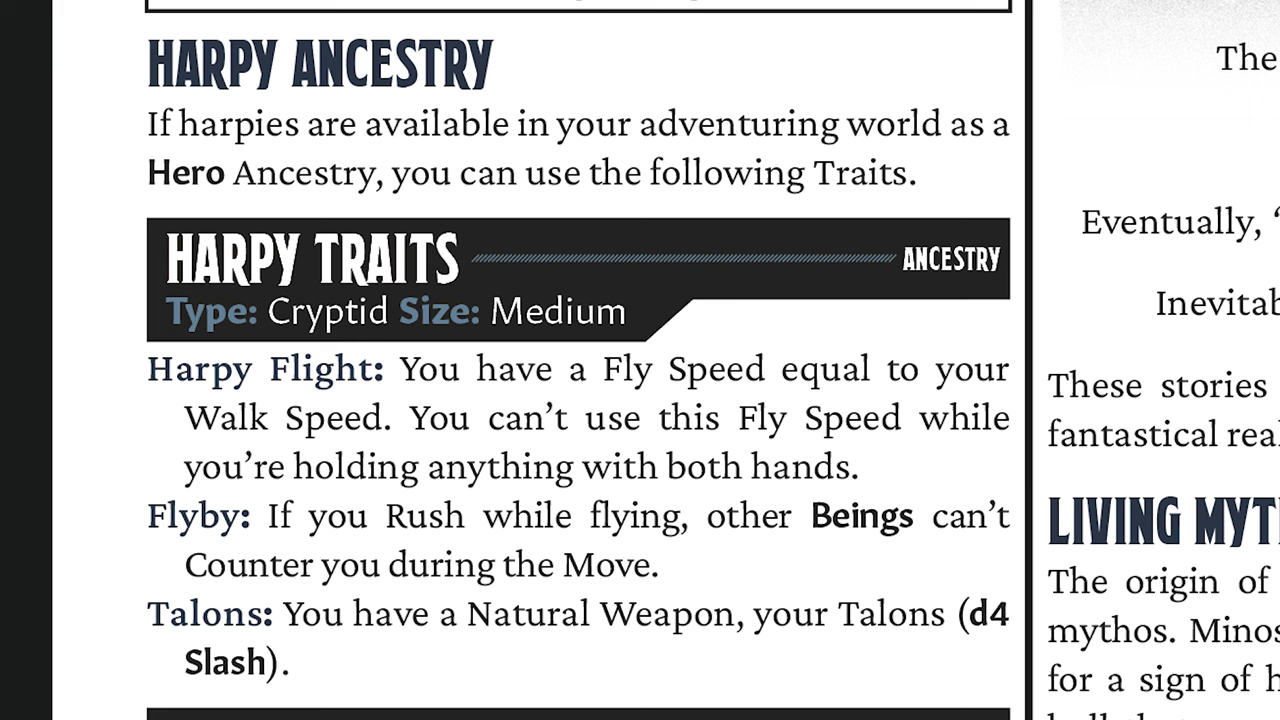 HARPY ANCESTRY
If harpies are available in your adventuring world as a
Hero Ancestry, you can use the following Traits.
HARPY TRAITS
ANCESTRY
Type: Cryptid Size: Medium
Harpy Flight: You have a Fly Speed equal to your
Walk Speed. You can’t use this Fly Speed while
you’re holding anything with both hands.
Flyby: If you Rush while flying, other Beings can’t
Counter you during the Move.
Talons: You have a Natural Weapon, your Talons (d4
Slash).
The
Eventually, ‘
These stories
fantastical
LIVING
The origin of
mythos.
for a sign of